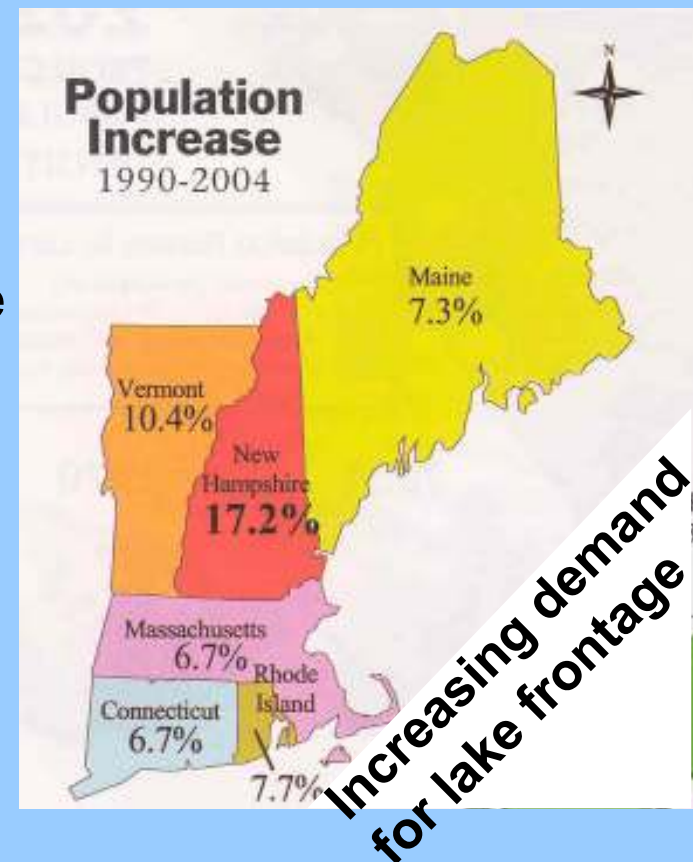 Population
Increase
1990-2004
N
Maine
7.3%
Vermont
10.4%
New
Hampshire
17.2%
Massachusetts
6.7%
Rhode
Island
Connecticut
6.7%
7.7%
Increasing demand
for lake frontage